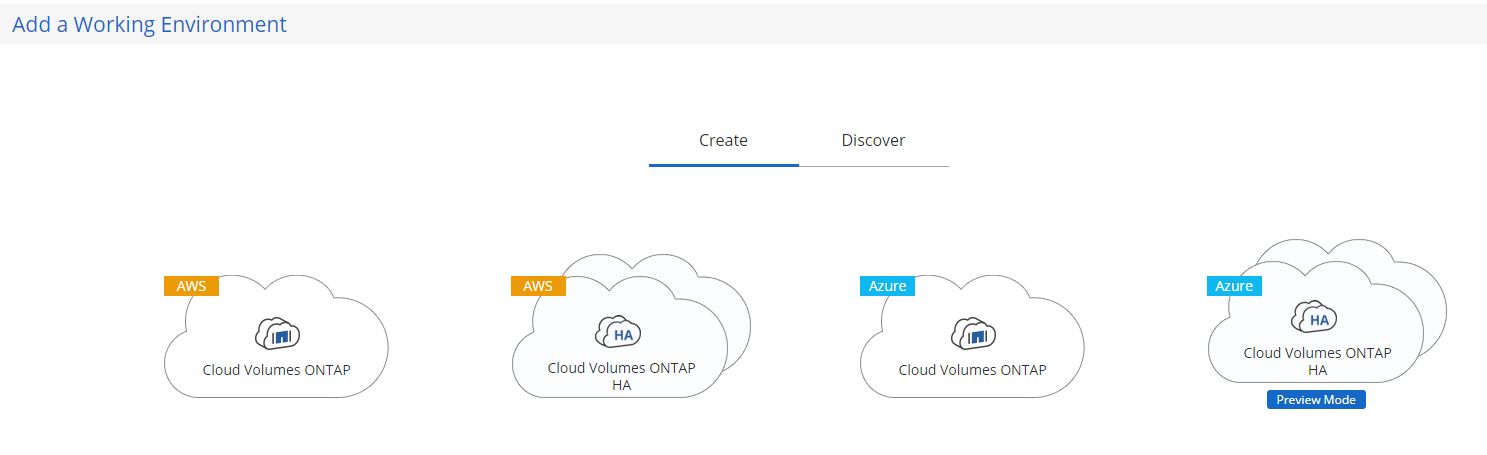 Add a Working Environment
Create
Discover
AWS
Cloud Volumes ONTAP
AWS
HA
Cloud Volumes ONTAP
HA
Azure
Cloud Volumes ONTAP
Azure
HA
Cloud Volumes ONTAP
HA
Preview Mode